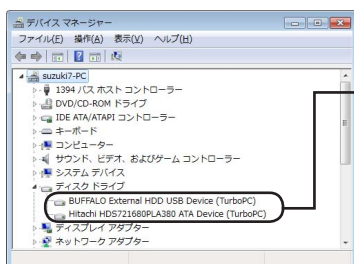 デバイス マネージャー
ファイル(F) 操作(A) 表示(V) ヘルプ(H)
suzuki7-PC
1394 バス ホスト コントローラー
DVD/CD-ROM ドライブ
IDE ATA/ATAPI コントローラー
キーボード
コンピューター
サウンド、ビデオ、およびゲーム コントローラー
システム デバイス
ディスク ドライブ
BUFFALO External HDD USB Device (TurboPC)
Hitachi HDS721680PLA380 ATA Device (TurboPC)
ディスプレイ アダプター
ネットワーク アダプター